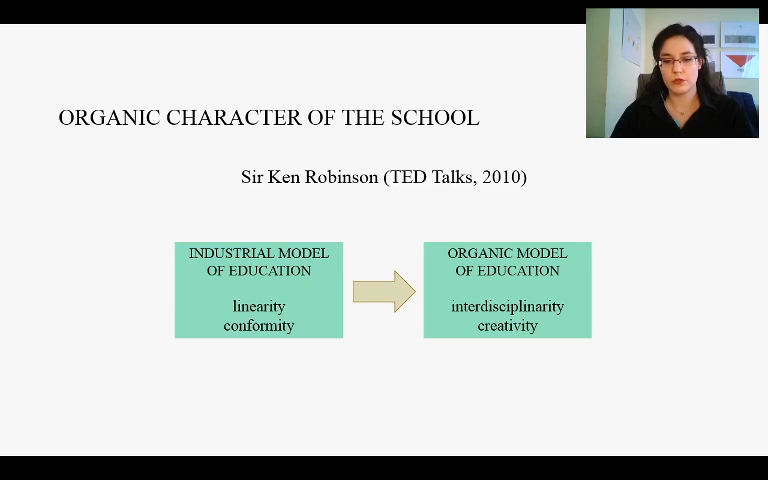 ORGANIC CHARACTER OF THE SCHOOL
Sir Ken Robinson (TED Talks, 2010)
INDUSTRIAL MODEL
OF EDUCATION
linearity
conformity
ORGANIC MODEL
OF EDUCATION
interdisciplinarity
creativity